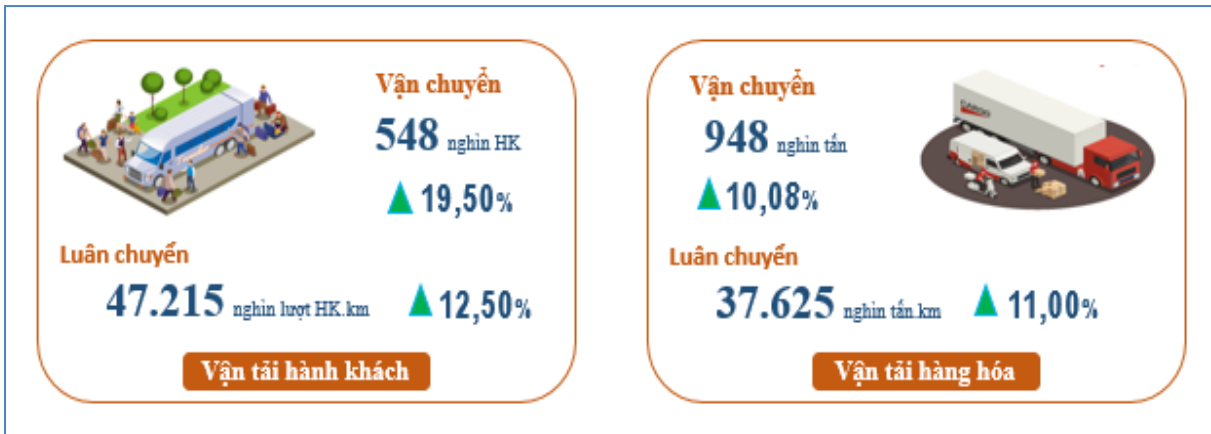 Vận chuyển
548 nghìn HK
19,50%
Luân chuyển
47.215 nghìn lượt HK.km
12,50%
Vận tải hành khách
Vận chuyển
948 nghìn tấn
10,08%
CARGO
Luân chuyển
37.625 nghìn tấn.km
11,00%
Vận tải hàng hóa